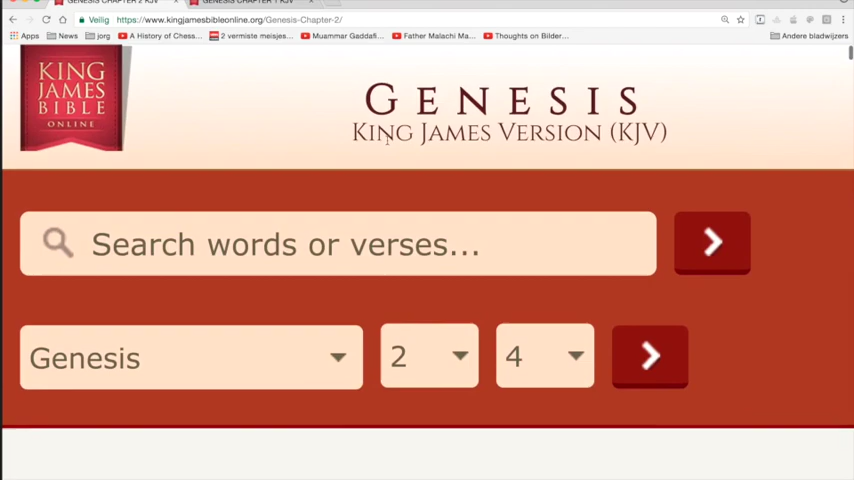 GENESIS CHAPTER 2 KJV GENESIS CHAPTER 1 KJV
Veilig https://www.kingjamesbibleonline.org/Genesis-Chapter-2/
Apps News jorg A History of Chess... 2 vermiste meisjes... Muammar Gaddafi... Father Malachi Ma... Thoughts on Bilder... Andere bladwijzers
KING
JAMES
BIBLE
ONLINE
GENESIS
KING JAMES VERSION (KJV)
Search words or verses...
Genesis 2 4